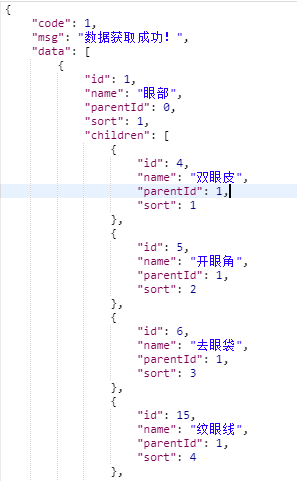 {
    "code": 1,
    "msg": "数据获取成功！",
    "data": [
        {
            "id": 1,
            "name": "眼部",
            "parentId": 0,
            "sort": 1,
            "children": [
                {
                    "id": 4,
                    "name": "双眼皮",
                    "parentId": 1,
                    "sort": 1
                },
                {
                    "id": 5,
                    "name": "开眼角",
                    "parentId": 1,
                    "sort": 2
                },
                {
                    "id": 6,
                    "name": "去眼袋",
                    "parentId": 1,
                    "sort": 3
                },
                {
                    "id": 15,
                    "name": "纹眼线",
                    "parentId": 1,
                    "sort": 4
                },